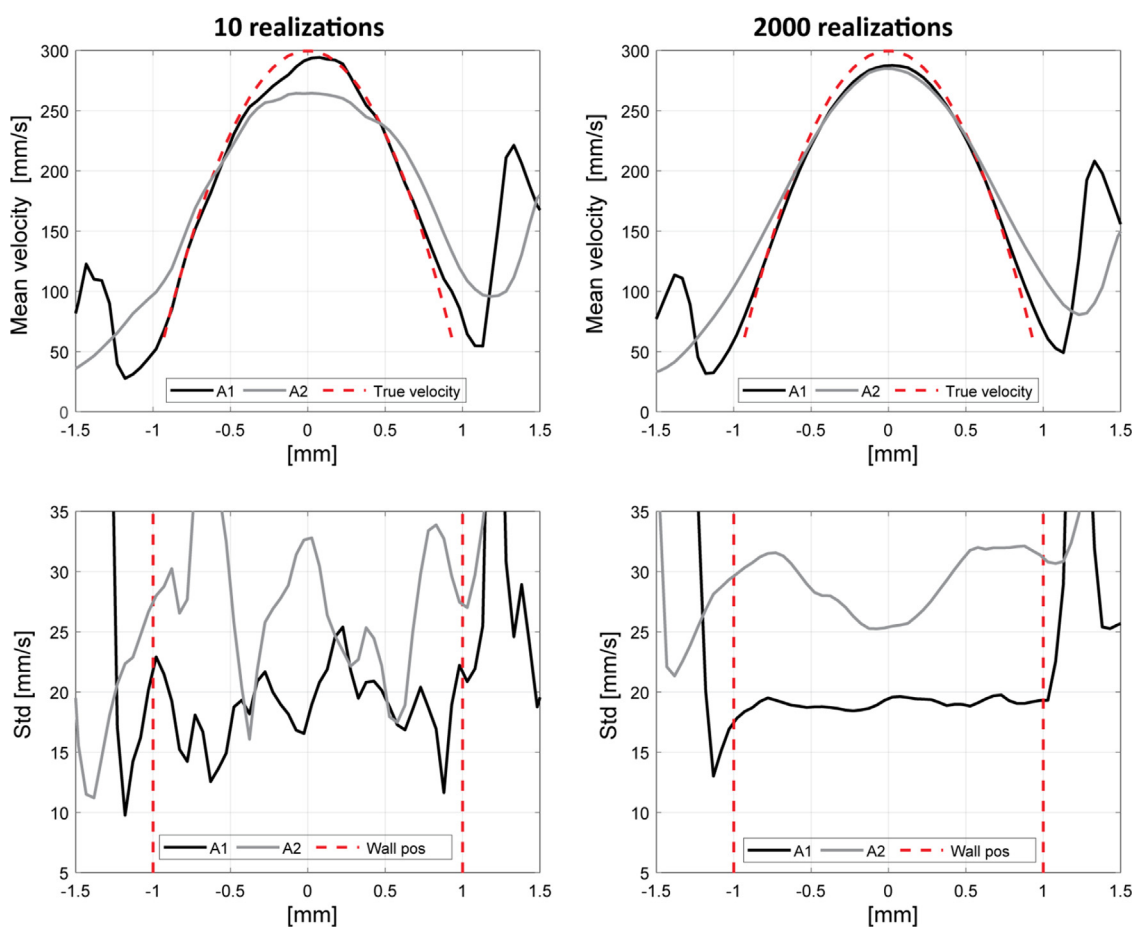 10 realizations
2000 realizations
Mean velocity [mm/s]
300
250
200
150
100
50
0
A1 A2 True velocity
-1.5 -1 -0.5 0 0.5 1 1.5
[mm]
Mean velocity [mm/s]
300
250
200
150
100
50
0
A1 A2 True velocity
-1.5 -1 -0.5 0 0.5 1 1.5
[mm]
Std [mm/s]
35
30
25
20
15
10
5
A1 A2 Wall pos
-1.5 -1 -0.5 0 0.5 1 1.5
[mm]
Std [mm/s]
35
30
25
20
15
10
5
A1 A2 Wall pos
-1.5 -1 -0.5 0 0.5 1 1.5
[mm]